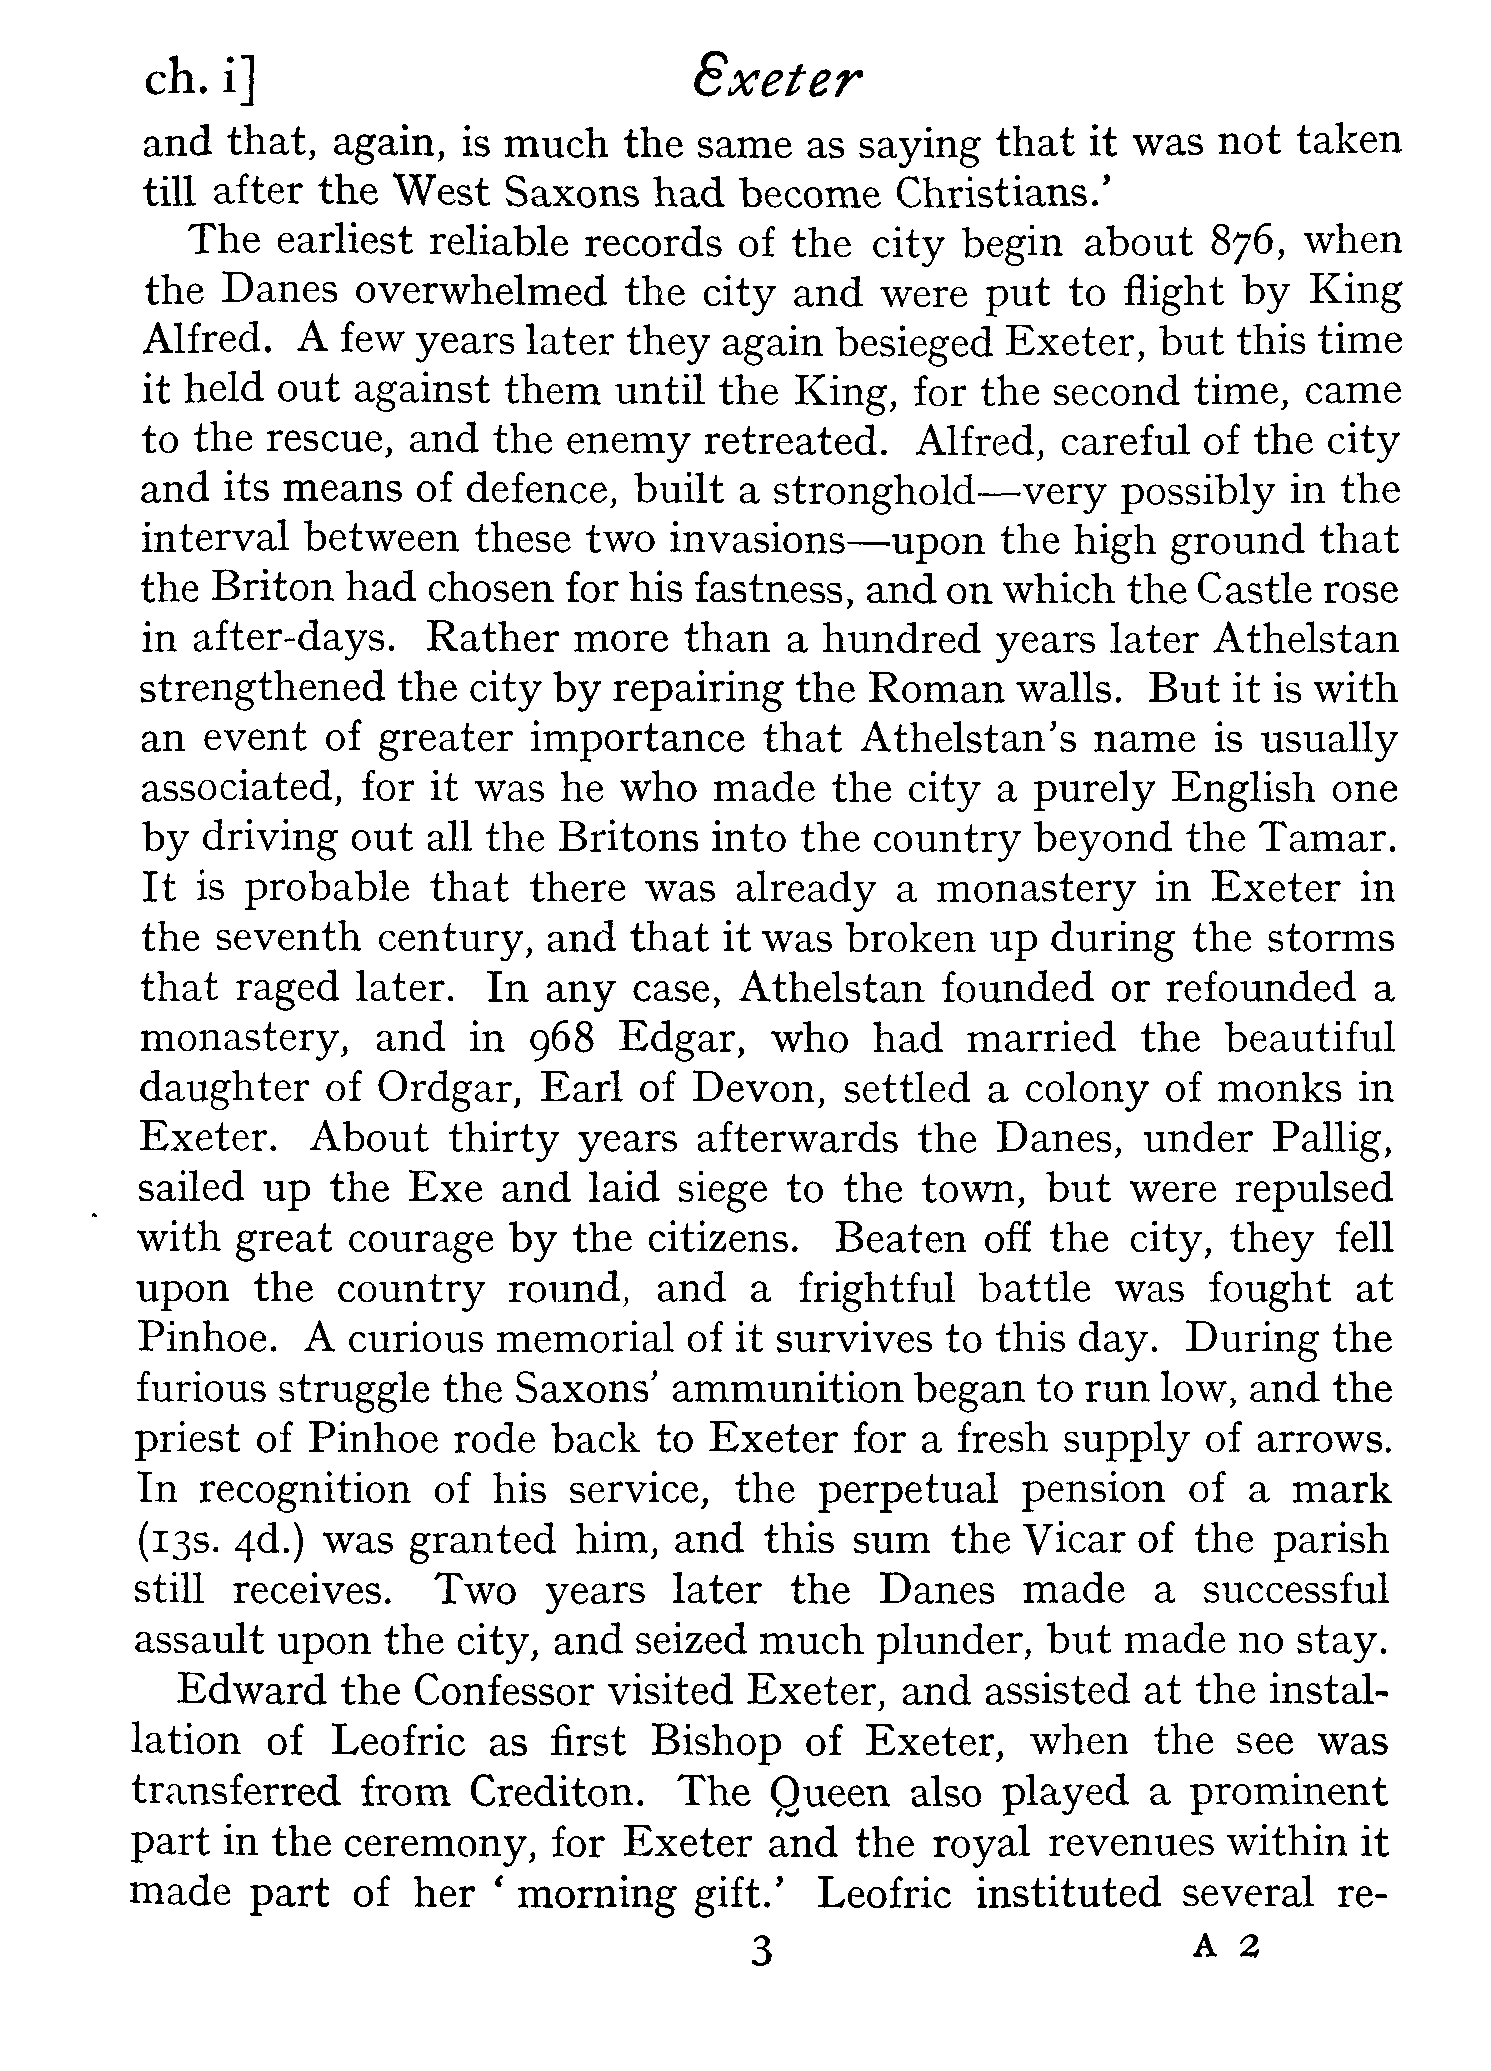 ch. i] Exeter
and that, again, is much the same as saying that it was not taken
till after the West Saxons had become Christians.’
The earliest reliable records of the city begin about 876, when
the Danes overwhelmed the city and were put to flight by King
Alfred. A few years later they again besieged Exeter, but this time
it held out against them until the King, for the second time, came
to the rescue, and the enemy retreated. Alfred, careful of the city
and its means of defence, built a stronghold—very possibly in the
interval between these two invasions—upon the high ground that
the Briton had chosen for his fastness, and on which the Castle rose
in after-days. Rather more than a hundred years later Athelstan
strengthened the city by repairing the Roman walls. But it is with
an event of greater importance that Athelstan’s name is usually
associated, for it was he who made the city a purely English one
by driving out all the Britons into the country beyond the Tamar.
It is probable that there was already a monastery in Exeter in
the seventh century, and that it was broken up during the storms
that raged later. In any case, Athelstan founded or refounded a
monastery, and in 968 Edgar, who had married the beautiful
daughter of Ordgar, Earl of Devon, settled a colony of monks in
Exeter. About thirty years afterwards the Danes, under Pallig,
sailed up the Exe and laid siege to the town, but were repulsed
with great courage by the citizens. Beaten off the city, they fell
upon the country round, and a frightful battle was fought at
Pinhoe. A curious memorial of it survives to this day. During the
furious struggle the Saxons’ ammunition began to run low, and the
priest of Pinhoe rode back to Exeter for a fresh supply of arrows.
In recognition of his service, the perpetual pension of a mark
(13s. 4d.) was granted him, and this sum the Vicar of the parish
still receives. Two years later the Danes made a successful
assault upon the city, and seized much plunder, but made no stay.
Edward the Confessor visited Exeter, and assisted at the instal-
lation of Leofric as first Bishop of Exeter, when the see was
transferred from Crediton. The Queen also played a prominent
part in the ceremony, for Exeter and the royal revenues within it
made part of her ‘ morning gift.’ Leofric instituted several re-
3 A 2